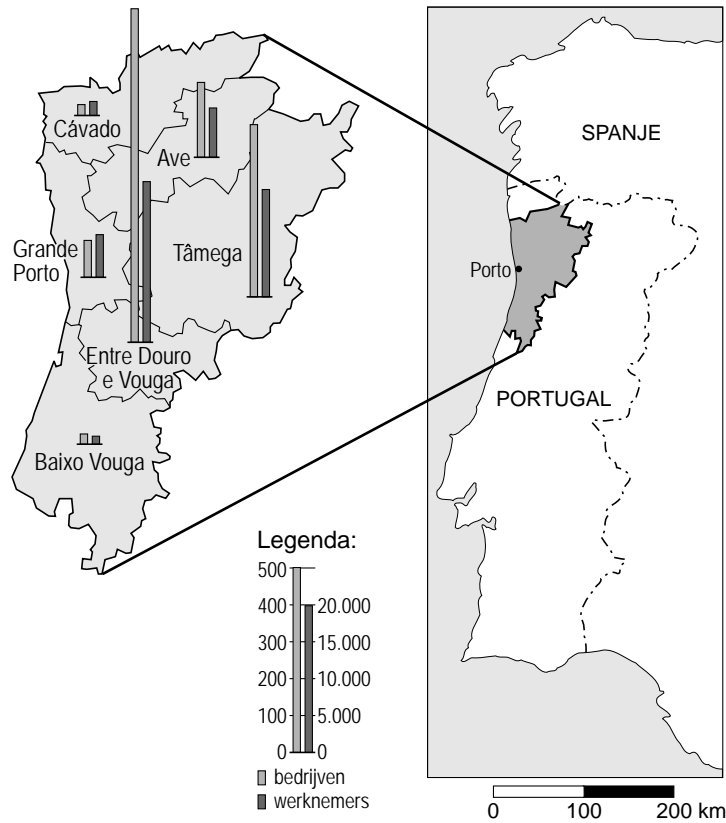 Cávado
Ave
Grande
Porto
Tâmega
Entre Douro
e Vouga
Baixo Vouga
SPANJE
Porto
PORTUGAL
Legenda:
500
400 20.000
300 15.000
200 10.000
100 5.000
0 0
bedrijven
werknemers
0 100 200 km